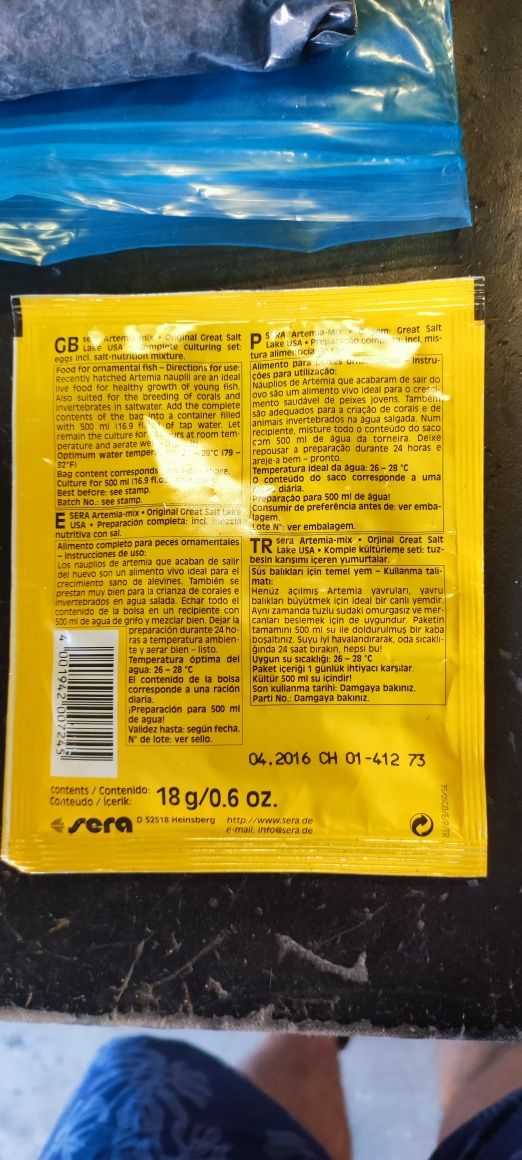 GB sera Artemia-mix • Original Great Salt
Lake USA • Complete culturing set:
eggs incl. salt-nutrition mixture.
Food for ornamental fish – Directions for use:
Recently hatched Artemia nauplii are an ideal
live food for healthy growth of young fish.
Also suited for the breeding of corals and
invertebrates in saltwater. Add the complete
contents of the bag into a container filled
with 500 ml (16.9 fl. of tap water. Let
remain the culture for hours at room tem-
perature and aerate we
Optimum water temper °C – 28°C (79 –
82°F)
Bag content corresponds share.
Culture for 500 ml (16.9 fl.oz.
Best before: see stamp.
Batch No.: see stamp.
E SERA Artemia-mix • Original Great Salt Lake
USA • Preparación completa: incl. mezcla
nutritiva con sal.
Alimento completo para peces ornamentales
– Instrucciones de uso:
Los nauplios de artemia que acaban de salir
del huevo son un alimento vivo ideal para el
crecimiento sano de alevines. También se
prestan muy bien para la crianza de corales e
invertebrados en agua salada. Echar todo el
contenido de la bolsa en un recipiente con
500 ml de agua de grifo y mezclar bien. Dejar la
preparación durante 24 ho-
ras a temperatura ambien-
te y aerar bien – listo.
Temperatura óptima del
agua: 26 – 28 °C
El contenido de la bolsa
corresponde a una ración
diaria.
¡Preparación para 500 ml
de agua!
Validez hasta: según fecha.
N° de lote: ver sello.
4 001942 007245
P SERA Artemia-Mix • Origem: Great Salt
Lake USA • Preparação completa, incl. mis-
tura alimentícia
Alimento para peixes ornamentais – Instru-
ções para utilização:
Nauplios de Artemia que acabaram de sair do
ovo são um alimento vivo ideal para o cresci-
mento saudável de peixes jovens. Também
são adequados para a criação de corais e de
animais invertebrados na água salgada. Num
recipiente, misture todo o conteúdo do saco
com 500 ml de água da torneira. Deixe
repousar a preparação durante 24 horas e
areje-a bem – pronto.
Temperatura ideal da água: 26 – 28 °C
O conteúdo do saco corresponde a uma
diária.
Preparação para 500 ml de água!
Consumir de preferência antes de: ver emba-
lagem.
Lote N°: ver embalagem.
TR sera Artemia-mix • Orjinal Great Salt
Lake USA • Komple kültürleme seti: tuz-
besin karışımı içeren yumurtalar.
Süs balıkları için temel yem – Kullanma tali-
matı:
Henüz açılmış Artemia yavruları, yavru
balıkları büyütmek için ideal bir canlı yemdir.
Aynı zamanda tuzlu sudaki omurgasız ve mer-
canları beslemek için de uygundur. Paketin
tamamını 500 ml su ile doldurulmuş bir kaba
boşaltınız. Suyu iyi havalandırarak, oda sıcaklı-
ğında 24 saat bırakın, hepsi bu!
Uygun su sıcaklığı: 26 – 28 °C
Paket içeriği 1 günlük ihtiyacı karşılar.
Kültür 500 ml su içindir!
Son kullanma tarihi: Damgaya bakınız.
Parti No.: Damgaya bakınız.
04.2016 CH 01-412 73
contents / Contenido:
Conteúdo / İçerik:
18 g/0.6 oz.
sera D 52518 Heinsberg
http://www.sera.de
e-mail: info@sera.de